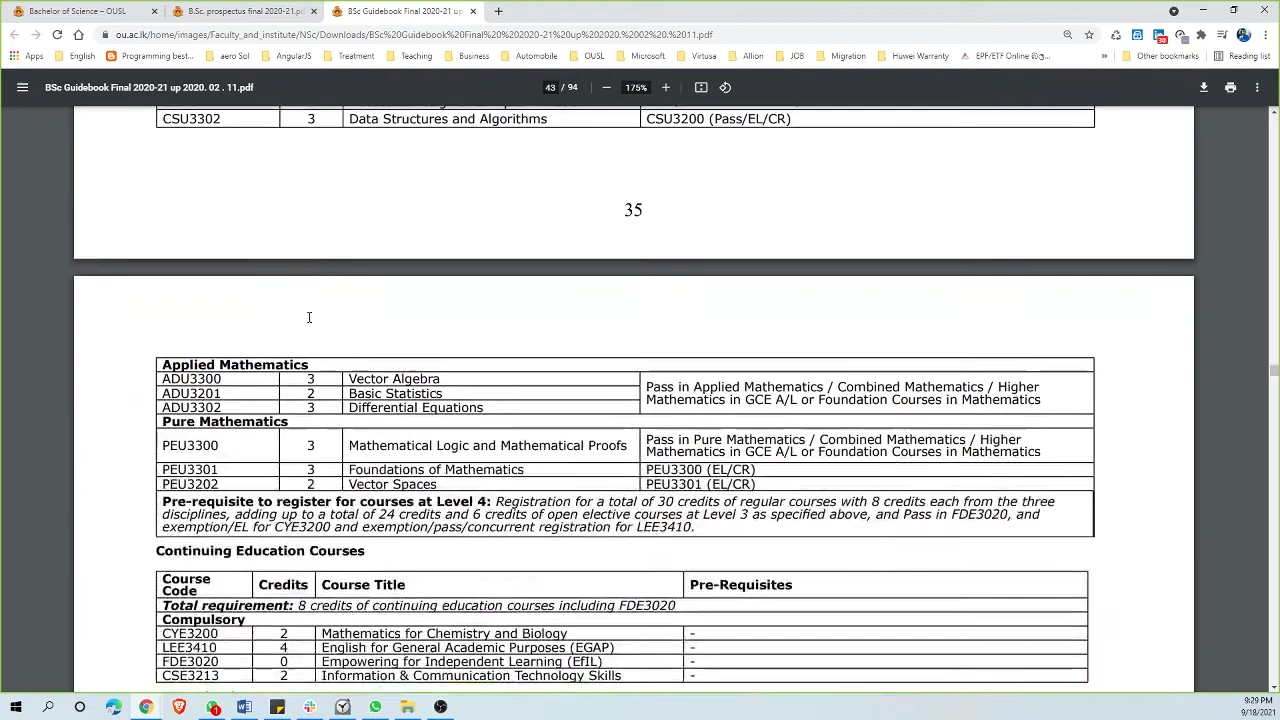 Bachelor of Science – OUSL
B.Sc. prospectus final 2020-21.pd
BSc Guidebook Final 2020-21 up
ou.ac.lk/home/images/Faculty_and_institute/NSc/Downloads/BSc%20Guidebook%20Final%20%202020-21%20up%202020.%2002%20.%2011.pdf
Apps English Programming best... aero Sol AngularJS Treatment Teaching Business Automobile OUSL Microsoft Virtusa Allion JOB Migration Huwei Warranty » Other bookmarks Reading list
BSc Guidebook Final 2020-21 up 2020. 02 . 11.pdf 43 / 94 175%
CSU3302 3 Data Structures and Algorithms CSU3200 (Pass/EL/CR)
35
Applied Mathematics
ADU3300 3 Vector Algebra
ADU3201 2 Basic Statistics
ADU3302 3 Differential Equations
Pass in Applied Mathematics / Combined Mathematics / Higher
Mathematics in GCE A/L or Foundation Courses in Mathematics
Pure Mathematics
PEU3300 3 Mathematical Logic and Mathematical Proofs
Pass in Pure Mathematics / Combined Mathematics / Higher
Mathematics in GCE A/L or Foundation Courses in Mathematics
PEU3301 3 Foundations of Mathematics PEU3300 (EL/CR)
PEU3202 2 Vector Spaces PEU3301 (EL/CR)
Pre-requisite to register for courses at Level 4: Registration for a total of 30 credits of regular courses with 8 credits each from the three
disciplines, adding up to a total of 24 credits and 6 credits of open elective courses at Level 3 as specified above, and Pass in FDE3020, and
exemption/EL for CYE3200 and exemption/pass/concurrent registration for LEE3410.
Continuing Education Courses
Course Code Credits Course Title Pre-Requisites
Total requirement: 8 credits of continuing education courses including FDE3020
Compulsory
CYE3200 2 Mathematics for Chemistry and Biology -
LEE3410 4 English for General Academic Purposes (EGAP) -
FDE3020 0 Empowering for Independent Learning (EfIL) -
CSE3213 2 Information & Communication Technology Skills -
9:29 PM
9/18/2021